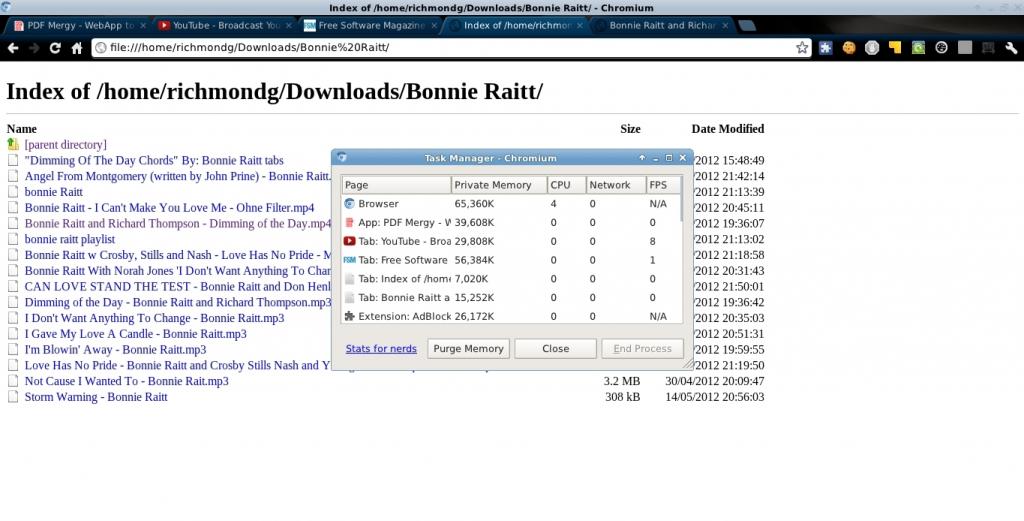 Index of /home/richmondg/Downloads/Bonnie Raitt/ - Chromium
PDF Mergy - WebApp to
YouTube - Broadcast You
Free Software Magazine
Index of /home/richmon
Bonnie Raitt and Richar
file:///home/richmondg/Downloads/Bonnie%20Raitt/
Index of /home/richmondg/Downloads/Bonnie Raitt/
Name Size Date Modified
[parent directory]
"Dimming Of The Day Chords" By: Bonnie Raitt tabs /2012 15:48:49
Angel From Montgomery (written by John Prine) - Bonnie Raitt. /2012 21:42:14
bonnie Raitt /2012 21:13:39
Bonnie Raitt - I Can't Make You Love Me - Ohne Filter.mp4 /2012 20:45:11
Bonnie Raitt and Richard Thompson - Dimming of the Day.mp4 /2012 19:36:07
bonnie raitt playlist /2012 21:13:02
Bonnie Raitt w Crosby, Stills and Nash - Love Has No Pride - M /2012 21:18:58
Bonnie Raitt With Norah Jones 'I Don't Want Anything To Chan /2012 20:31:43
CAN LOVE STAND THE TEST - Bonnie Raitt and Don Henl /2012 21:50:01
Dimming of the Day - Bonnie Raitt and Richard Thompson.mp3 /2012 19:36:42
I Don't Want Anything To Change - Bonnie Raitt.mp3 /2012 20:35:03
I Gave My Love A Candle - Bonnie Raitt.mp3 /2012 20:51:31
I'm Blowin' Away - Bonnie Raitt.mp3 /2012 19:59:55
Love Has No Pride - Bonnie Raitt and Crosby Stills Nash and Y /2012 21:19:50
Not Cause I Wanted To - Bonnie Rait.mp3 3.2 MB 30/04/2012 20:09:47
Storm Warning - Bonnie Raitt 308 kB 14/05/2012 20:56:03
Task Manager - Chromium
Page Private Memory CPU Network FPS
Browser 65,360K 4 0 N/A
App: PDF Mergy - W 39,608K 0 0 0
Tab: YouTube - Broa 29,808K 0 0 8
FSM Tab: Free Software 56,384K 0 0 1
Tab: Index of /hom 7,020K 0 0 0
Tab: Bonnie Raitt a 15,252K 0 0 0
Extension: AdBlock 26,172K 0 0 N/A
Stats for nerds Purge Memory Close End Process